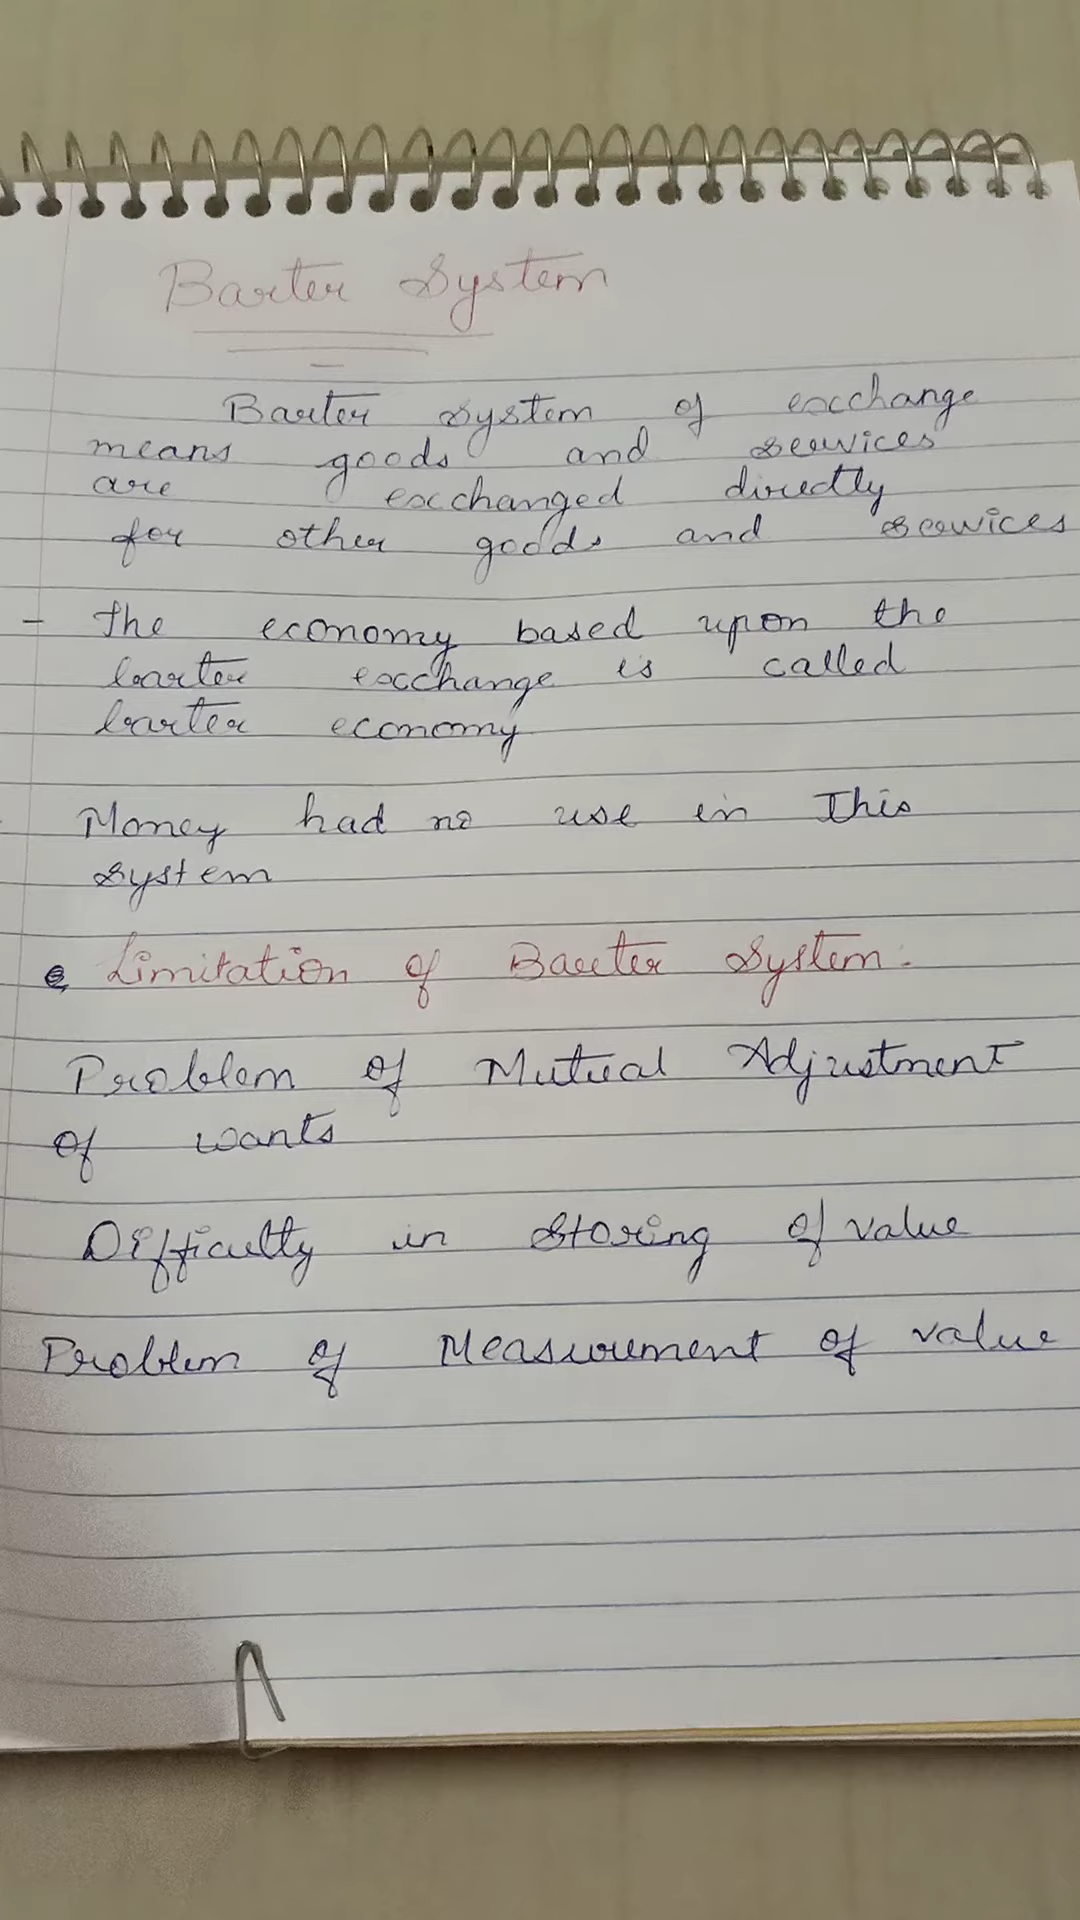 Barter System
Barter system of exchange
means goods and services
are exchanged directly
for other goods and services
- The economy based upon the
barter exchange is called
barter economy
Money had no use in This
system
Limitation of Barter System.
Problem of Mutual Adjustment
of wants
Difficulty in Storing of value
Problem of Measurement of value